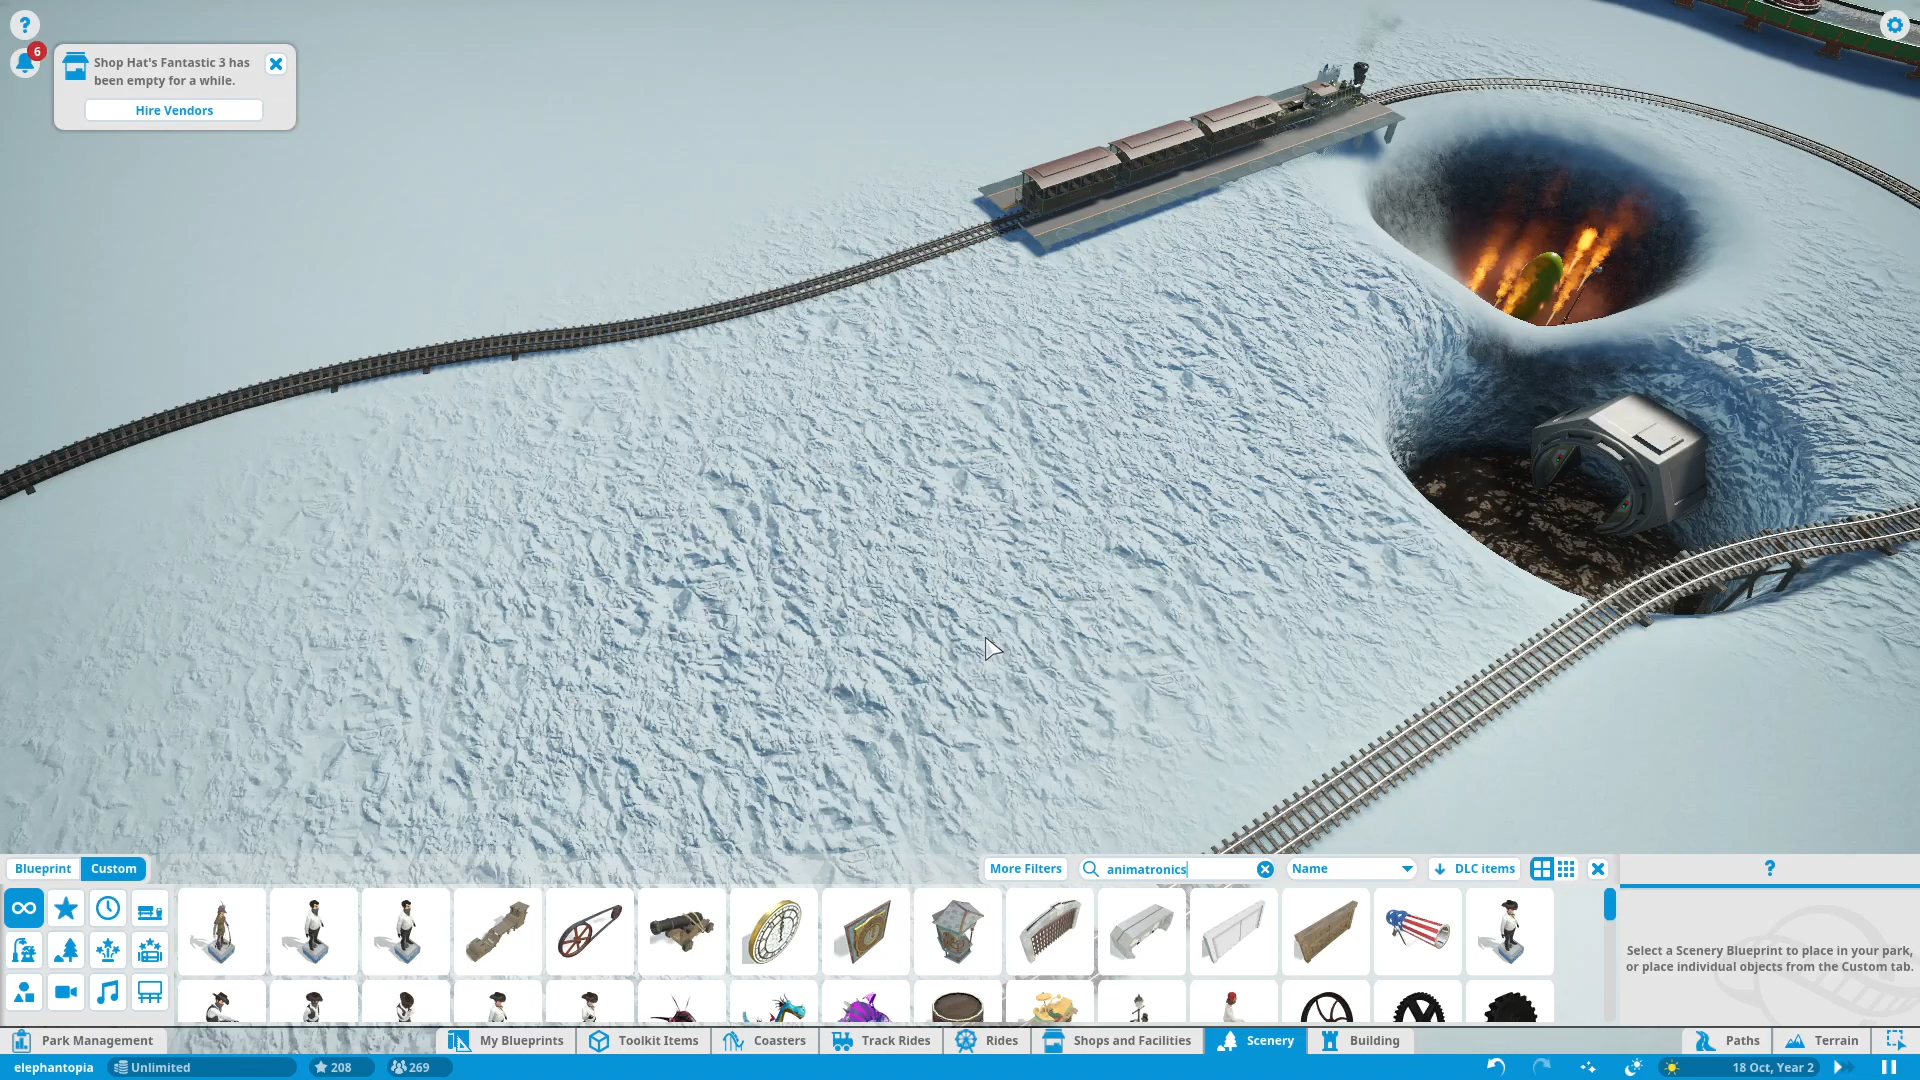 ?
6
Shop Hat's Fantastic 3 has
been empty for a while.
Hire Vendors
Blueprint
Custom
More Filters
animatronics
Name
DLC items
?
Select a Scenery Blueprint to place in your park,
or place individual objects from the Custom tab.
Park Management
My Blueprints
Toolkit Items
Coasters
Track Rides
Rides
Shops and Facilities
Scenery
Building
Paths
Terrain
elephantopia
Unlimited
208
269
18 Oct, Year 2